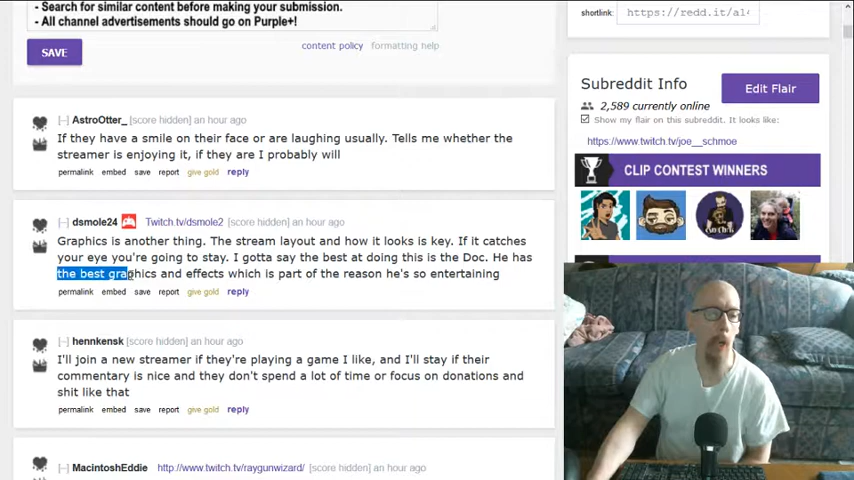 - Search for similar content before making your submission.
- All channel advertisements should go on Purple+!
SAVE
content policy formatting help
[–] AstroOtter_ [score hidden] an hour ago
If they have a smile on their face or are laughing usually. Tells me whether the
streamer is enjoying it, if they are I probably will
permalink embed save report give gold reply
[–] dsmole24 Twitch.tv/dsmole2 [score hidden] an hour ago
Graphics is another thing. The stream layout and how it looks is key. If it catches
your eye you're going to stay. I gotta say the best at doing this is the Doc. He has
the best graphics and effects which is part of the reason he's so entertaining
permalink embed save report give gold reply
[–] hennkensk [score hidden] an hour ago
I'll join a new streamer if they're playing a game I like, and I'll stay if their
commentary is nice and they don't spend a lot of time or focus on donations and
shit like that
permalink embed save report give gold reply
[–] MacintoshEddie http://www.twitch.tv/raygunwizard/ [score hidden] an hour ago
shortlink: https://redd.it/al4
Subreddit Info
Edit Flair
2,589 currently online
Show my flair on this subreddit. It looks like:
https://www.twitch.tv/joe__schmoe
CLIP CONTEST WINNERS